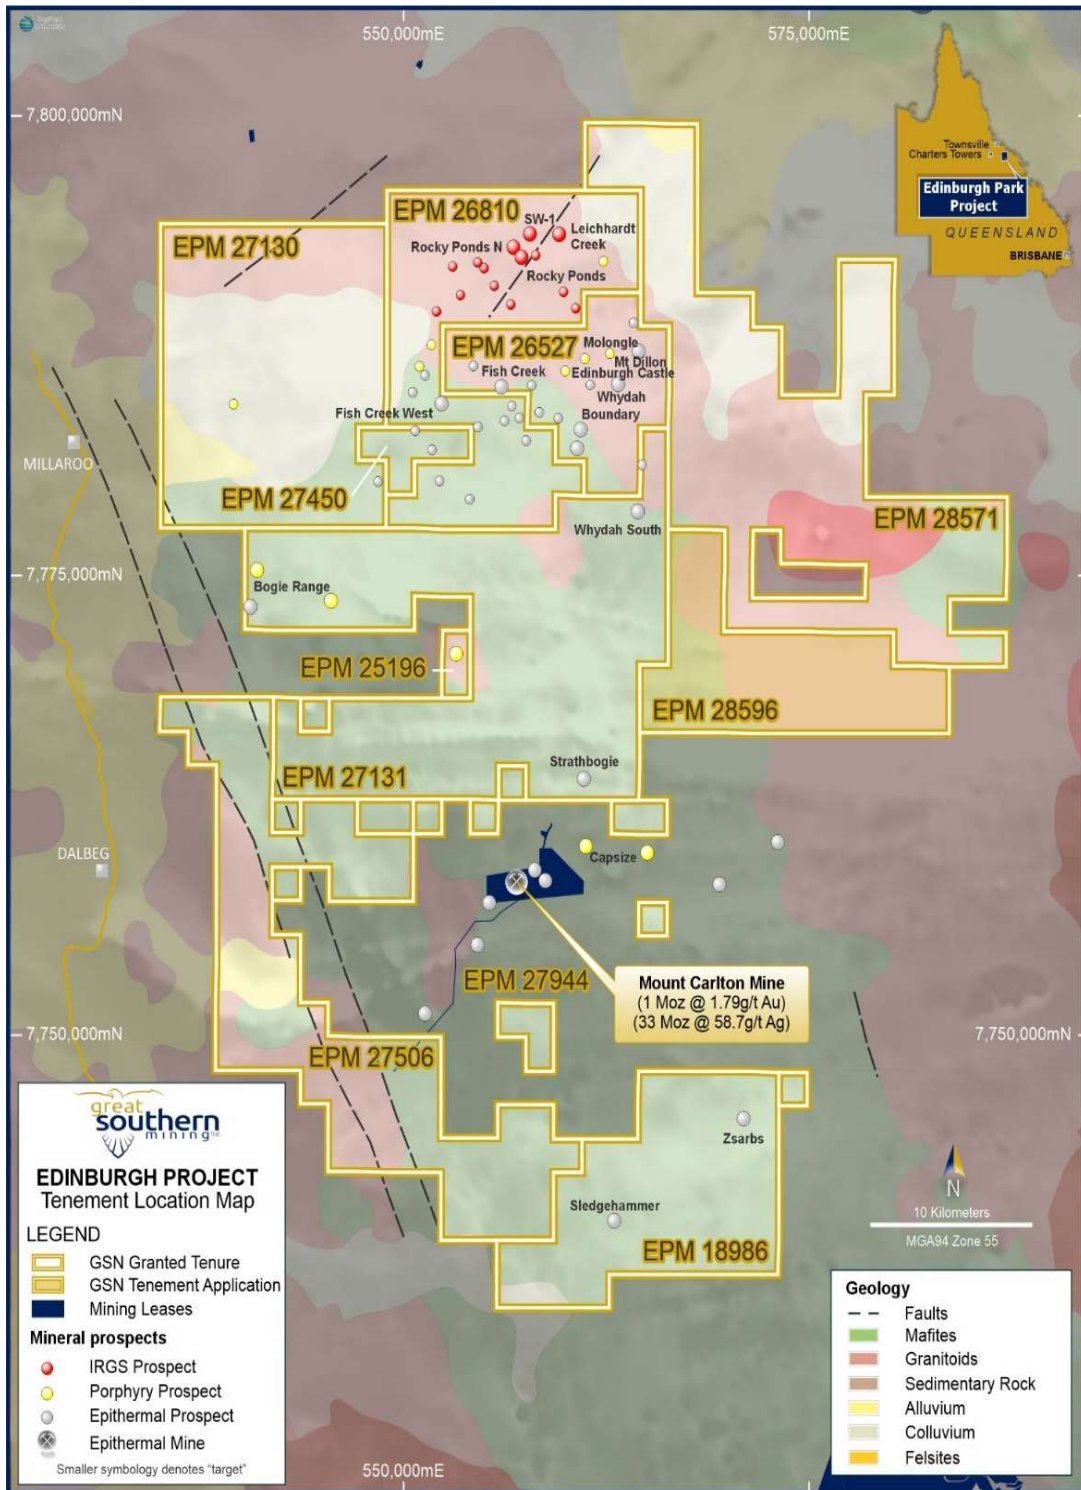 550,000mE
575,000mE
7,800,000mN
Townsville
Charters Towers
Edinburgh Park
Project
QUEENSLAND
BRISBANE
EPM 26810
EPM 27130
SW-1
Leichhardt
Creek
Rocky Ponds N
Rocky Ponds
EPM 26527
Molongle
Mt Dillon
Fish Creek
Edinburgh Castle
Whydah
Fish Creek West
Boundary
MILLAROO
EPM 27450
Whydah South
EPM 28571
7,775,000mN
Bogie Range
EPM 25196
EPM 28596
Strathbogie
EPM 27131
DALBEG
Capsize
EPM 27944
Mount Carlton Mine
(1 Moz @ 1.79g/t Au)
(33 Moz @ 58.7g/t Ag)
7,750,000mN
7,750,000mN
EPM 27506
Zsarbs
Sledgehammer
EPM 18986
N
10 Kilometers
MGA94 Zone 55
great
southern
mining
EDINBURGH PROJECT
Tenement Location Map
LEGEND
GSN Granted Tenure
GSN Tenement Application
Mining Leases
Mineral prospects
IRGS Prospect
Porphyry Prospect
Epithermal Prospect
Epithermal Mine
Smaller symbology denotes "target"
550,000mE
Geology
Faults
Mafites
Granitoids
Sedimentary Rock
Alluvium
Colluvium
Felsites